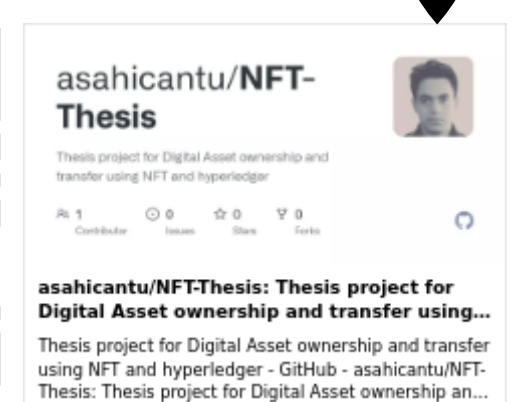 asahicantu/NFT-
Thesis
Thesis project for Digital Asset ownership and
transfer using NFT and hyperledger
1
Contributor
0
Issues
0
Stars
0
Forks
asahicantu/NFT-Thesis: Thesis project for
Digital Asset ownership and transfer using...
Thesis project for Digital Asset ownership and transfer
using NFT and hyperledger - GitHub - asahicantu/NFT-
Thesis: Thesis project for Digital Asset ownership an...